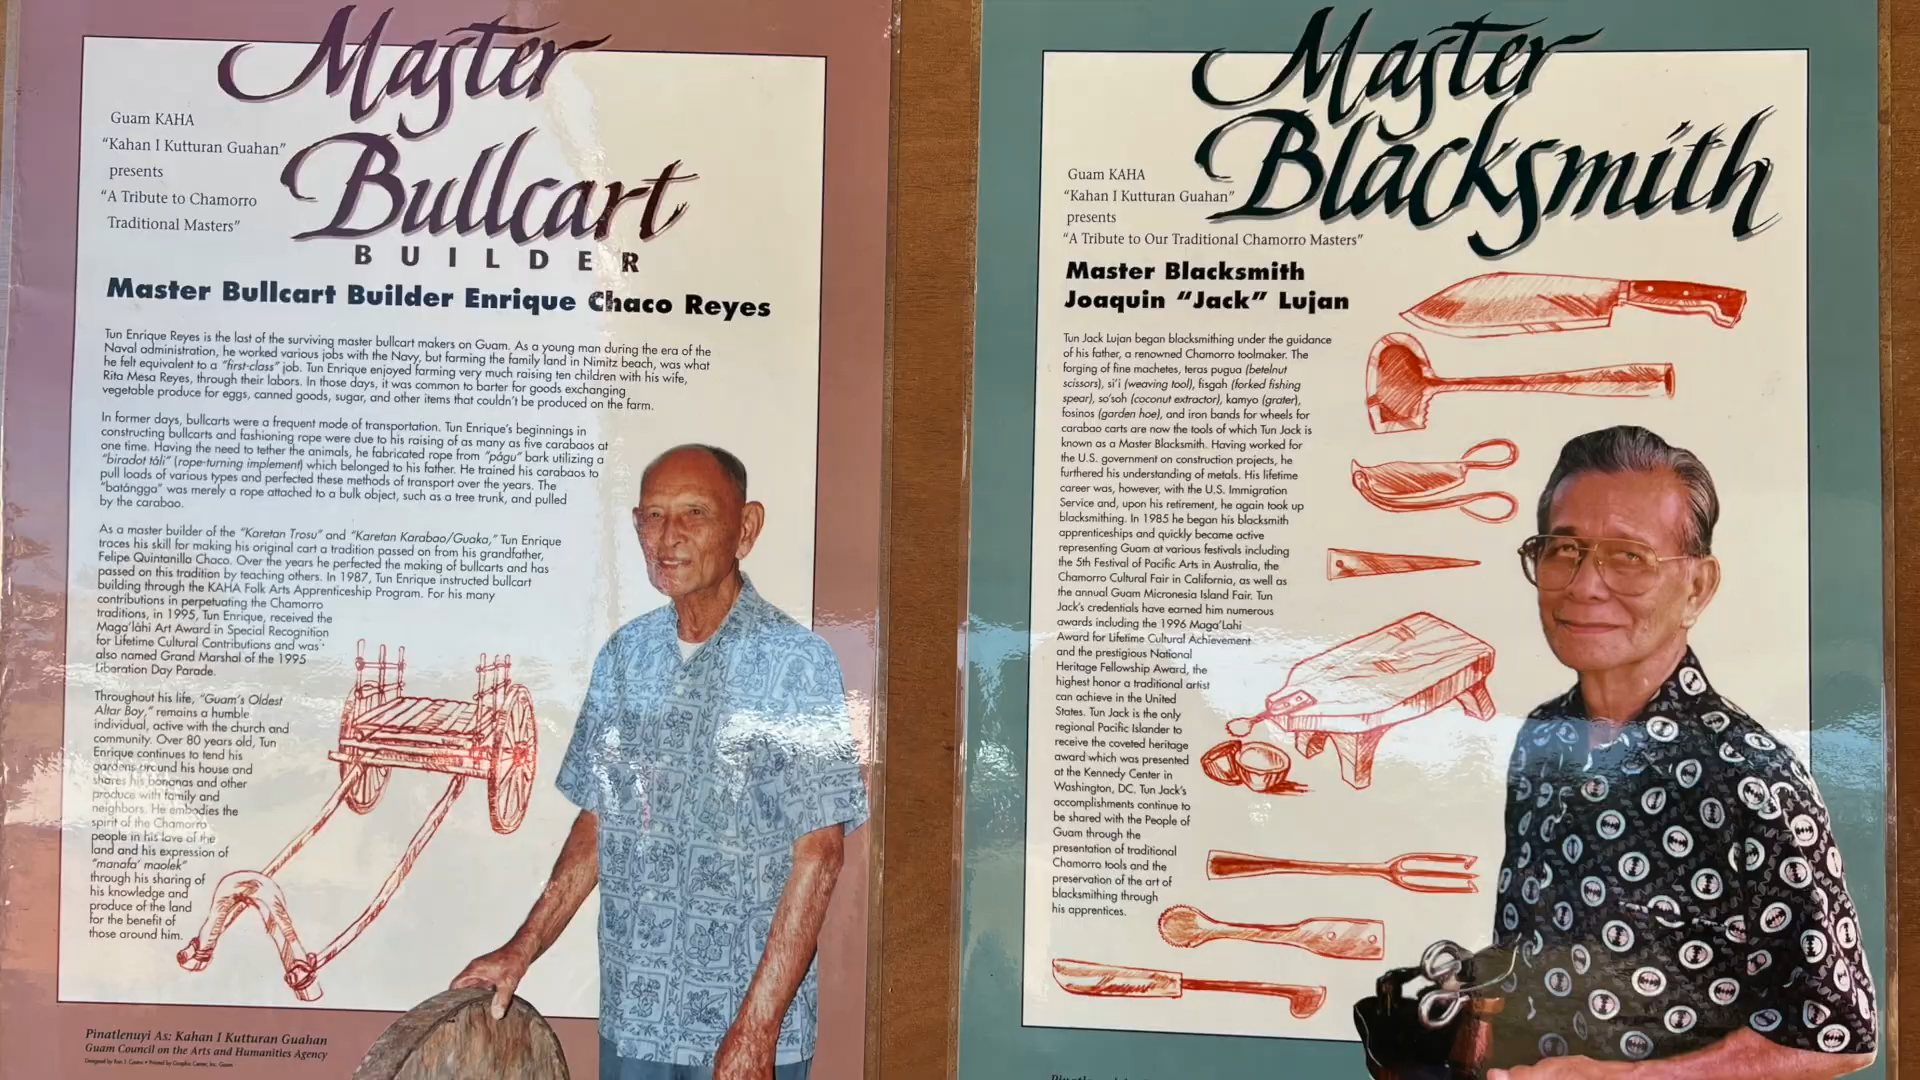 Master
Bullcart
BUILDER
Guam KAHA
“Kahan I Kutturan Guahan”
presents
“A Tribute to Chamorro
Traditional Masters”
Master Bullcart Builder Enrique Chaco Reyes
Tun Enrique Reyes is the last of the surviving master bullcart makers on Guam. As a young man during the era of the
Naval administration, he worked various jobs with the Navy, but farming the family land in Nimitz beach, was what
he felt equivalent to a “first-class” job. Tun Enrique enjoyed farming very much raising ten children with his wife,
Rita Mesa Reyes, through their labors. In those days, it was common to barter for goods exchanging
vegetable produce for eggs, canned goods, sugar, and other items that couldn’t be produced on the farm.
In former days, bullcarts were a frequent mode of transportation. Tun Enrique’s beginnings in
constructing bullcarts and fashioning rope were due to his raising of as many as five carabaos at
one time. Having the need to tether the animals, he fabricated rope from “págu” bark utilizing a
“biradot táli” (rope-turning implement) which belonged to his father. He trained his carabaos to
pull loads of various types and perfected these methods of transport over the years. The
“batángga” was merely a rope attached to a bulk object, such as a tree trunk, and pulled
by the carabao.
As a master builder of the “Karetan Trosu” and “Karetan Karabao/Guaka,” Tun Enrique
traces his skill for making his original cart a tradition passed on from his grandfather,
Felipe Quintanilla Chaco. Over the years he perfected the making of bullcarts and has
passed on this tradition by teaching others. In 1987, Tun Enrique instructed bullcart
building through the KAHA Folk Arts Apprenticeship Program. For his many
contributions in perpetuating the Chamorro
traditions, in 1995, Tun Enrique, received the
Maga’láhi Art Award in Special Recognition
for Lifetime Cultural Contributions and was
also named Grand Marshal of the 1995
Liberation Day Parade.
Throughout his life, “Guam’s Oldest
Altar Boy,” remains a humble
individual, active with the church and
community. Over 80 years old, Tun
Enrique continues to tend his
gardens around his house and
shares his bananas and other
produce with family and
neighbors. He embodies the
spirit of the Chamorro
people in his love of the
land and his expression of
“manafa’ maolek”
through his sharing of
his knowledge and
produce of the land
for the benefit of
those around him.
Pinatlenuyi As: Kahan I Kutturan Guahan
Guam Council on the Arts and Humanities Agency
Master
Blacksmith
Guam KAHA
“Kahan I Kutturan Guahan”
presents
“A Tribute to Our Traditional Chamorro Masters”
Master Blacksmith
Joaquin “Jack” Lujan
Tun Jack Lujan began blacksmithing under the guidance
of his father, a renowned Chamorro toolmaker. The
forging of fine machetes, teras pugua (betelnut
scissors), si’i (weaving tool), fisgah (forked fishing
spear), so’soh (coconut extractor), kamyo (grater),
fosinos (garden hoe), and iron bands for wheels for
carabao carts are now the tools of which Tun Jack is
known as a Master Blacksmith. Having worked for
the U.S. government on construction projects, he
furthered his understanding of metals. His lifetime
career was, however, with the U.S. Immigration
Service and, upon his retirement, he again took up
blacksmithing. In 1985 he began his blacksmith
apprenticeships and quickly became active
representing Guam at various festivals including
the 5th Festival of Pacific Arts in Australia, the
Chamorro Cultural Fair in California, as well as
the annual Guam Micronesia Island Fair. Tun
Jack’s credentials have earned him numerous
awards including the 1996 Maga’Lahi
Award for Lifetime Cultural Achievement
and the prestigious National
Heritage Fellowship Award, the
highest honor a traditional artist
can achieve in the United
States. Tun Jack is the only
regional Pacific Islander to
receive the coveted heritage
award which was presented
at the Kennedy Center in
Washington, DC. Tun Jack’s
accomplishments continue to
be shared with the People of
Guam through the
presentation of traditional
Chamorro tools and the
preservation of the art of
blacksmithing through
his apprentices.